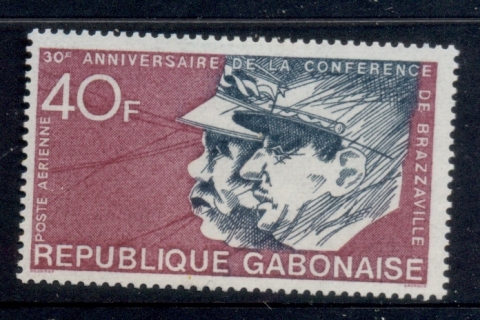 30E ANNIVERSAIRE DE LA CONFERENCE DE BRAZZAVILLE
40F
POSTE AERIENNE
REPUBLIQUE GABONAISE